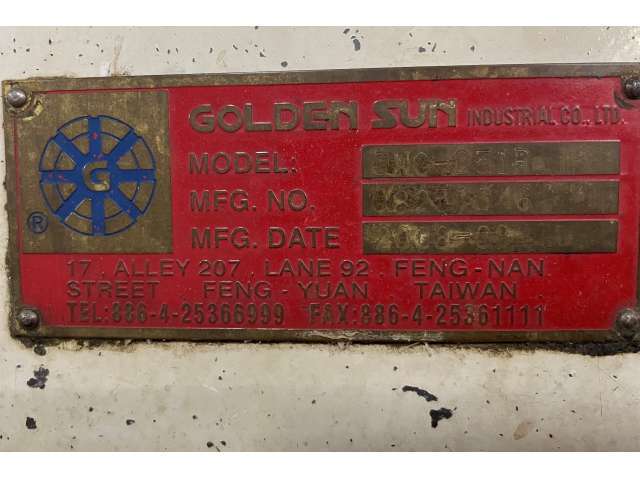 GOLDEN SUN INDUSTRIAL CO., LTD.
G
MODEL:
MFG. NO.
MFG. DATE
®
17 . ALLEY 207 . LANE 92 . FENG-NAN.
STREET . FENG-YUAN . TAIWAN .
TEL:886-4-25366999 FAX:886-4-25361111